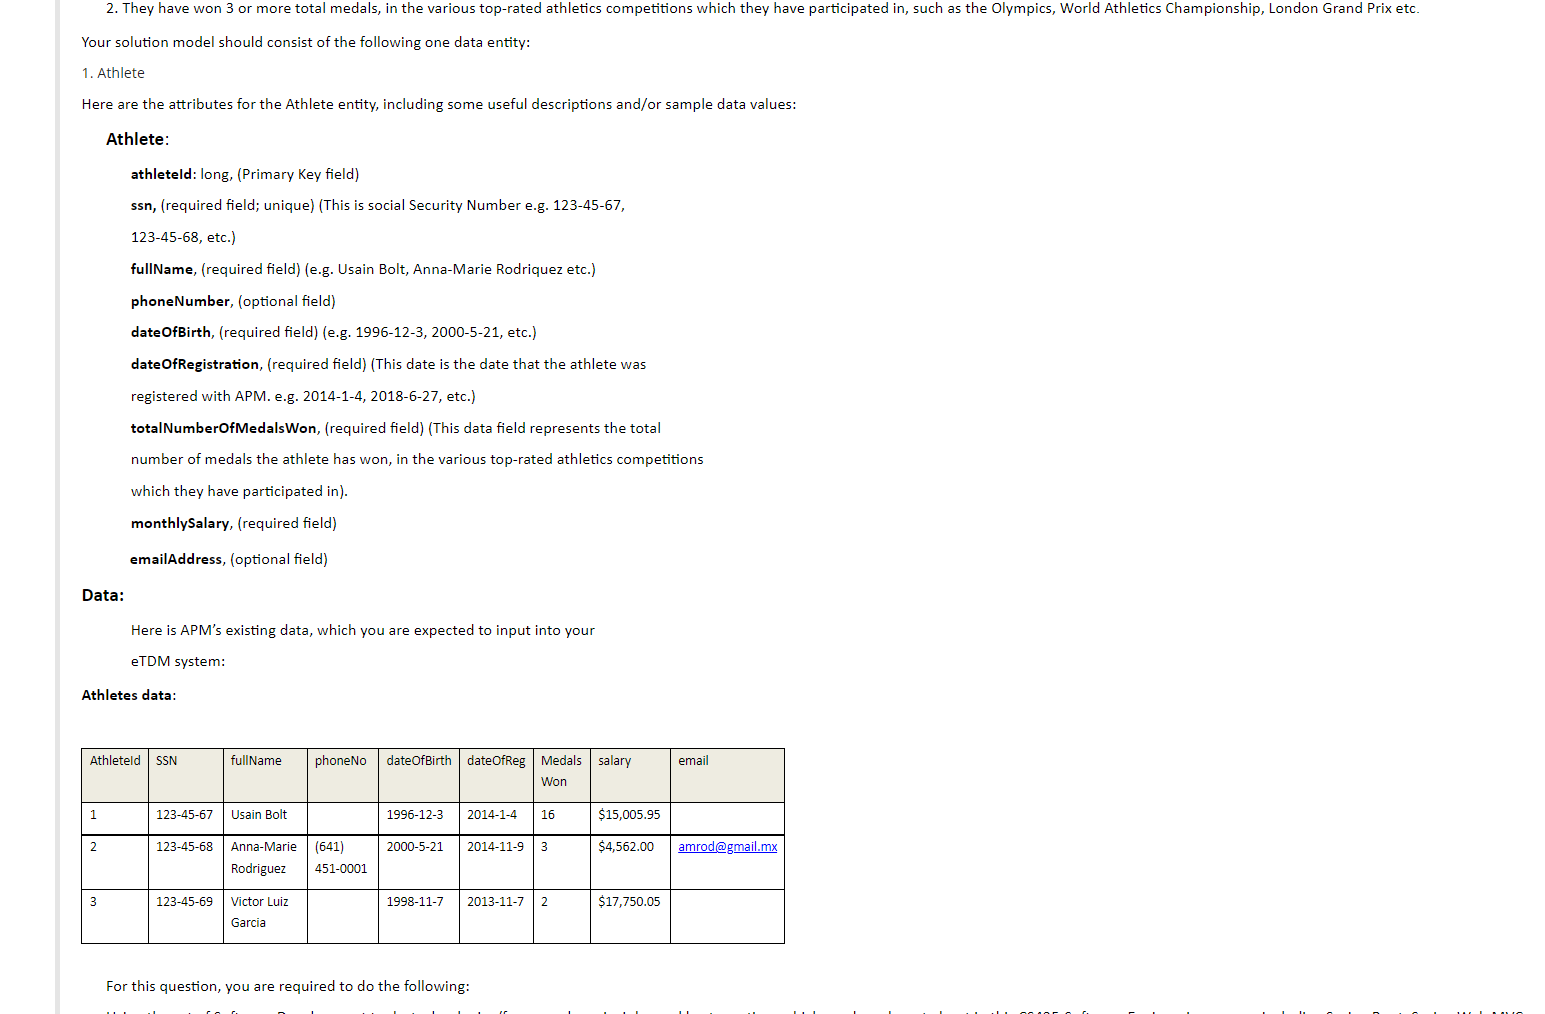 2. They have won 3 or more total medals, in the various top-rated athletics competitions which they have participated in, such as the Olympics, World Athletics Championship, London Grand Prix etc.
Your solution model should consist of the following one data entity:
1. Athlete
Here are the attributes for the Athlete entity, including some useful descriptions and/or sample data values:
Athlete:
athleteId: long, (Primary Key field)
ssn, (required field; unique) (This is social Security Number e.g. 123-45-67,
123-45-68, etc.)
fullName, (required field) (e.g. Usain Bolt, Anna-Marie Rodriquez etc.)
phoneNumber, (optional field)
dateOfBirth, (required field) (e.g. 1996-12-3, 2000-5-21, etc.)
dateOfRegistration, (required field) (This date is the date that the athlete was
registered with APM. e.g. 2014-1-4, 2018-6-27, etc.)
totalNumberOfMedalsWon, (required field) (This data field represents the total
number of medals the athlete has won, in the various top-rated athletics competitions
which they have participated in).
monthlySalary, (required field)
emailAddress, (optional field)
Data:
Here is APM’s existing data, which you are expected to input into your
eTDM system:
Athletes data:
AthleteId SSN fullName phoneNo dateOfBirth dateOfReg Medals salary email
Won
1 123-45-67 Usain Bolt 1996-12-3 2014-1-4 16 $15,005.95
2 123-45-68 Anna-Marie (641) 2000-5-21 2014-11-9 3 $4,562.00 amrod@gmail.mx
Rodriguez 451-0001
3 123-45-69 Victor Luiz 1998-11-7 2013-11-7 2 $17,750.05
Garcia
For this question, you are required to do the following: